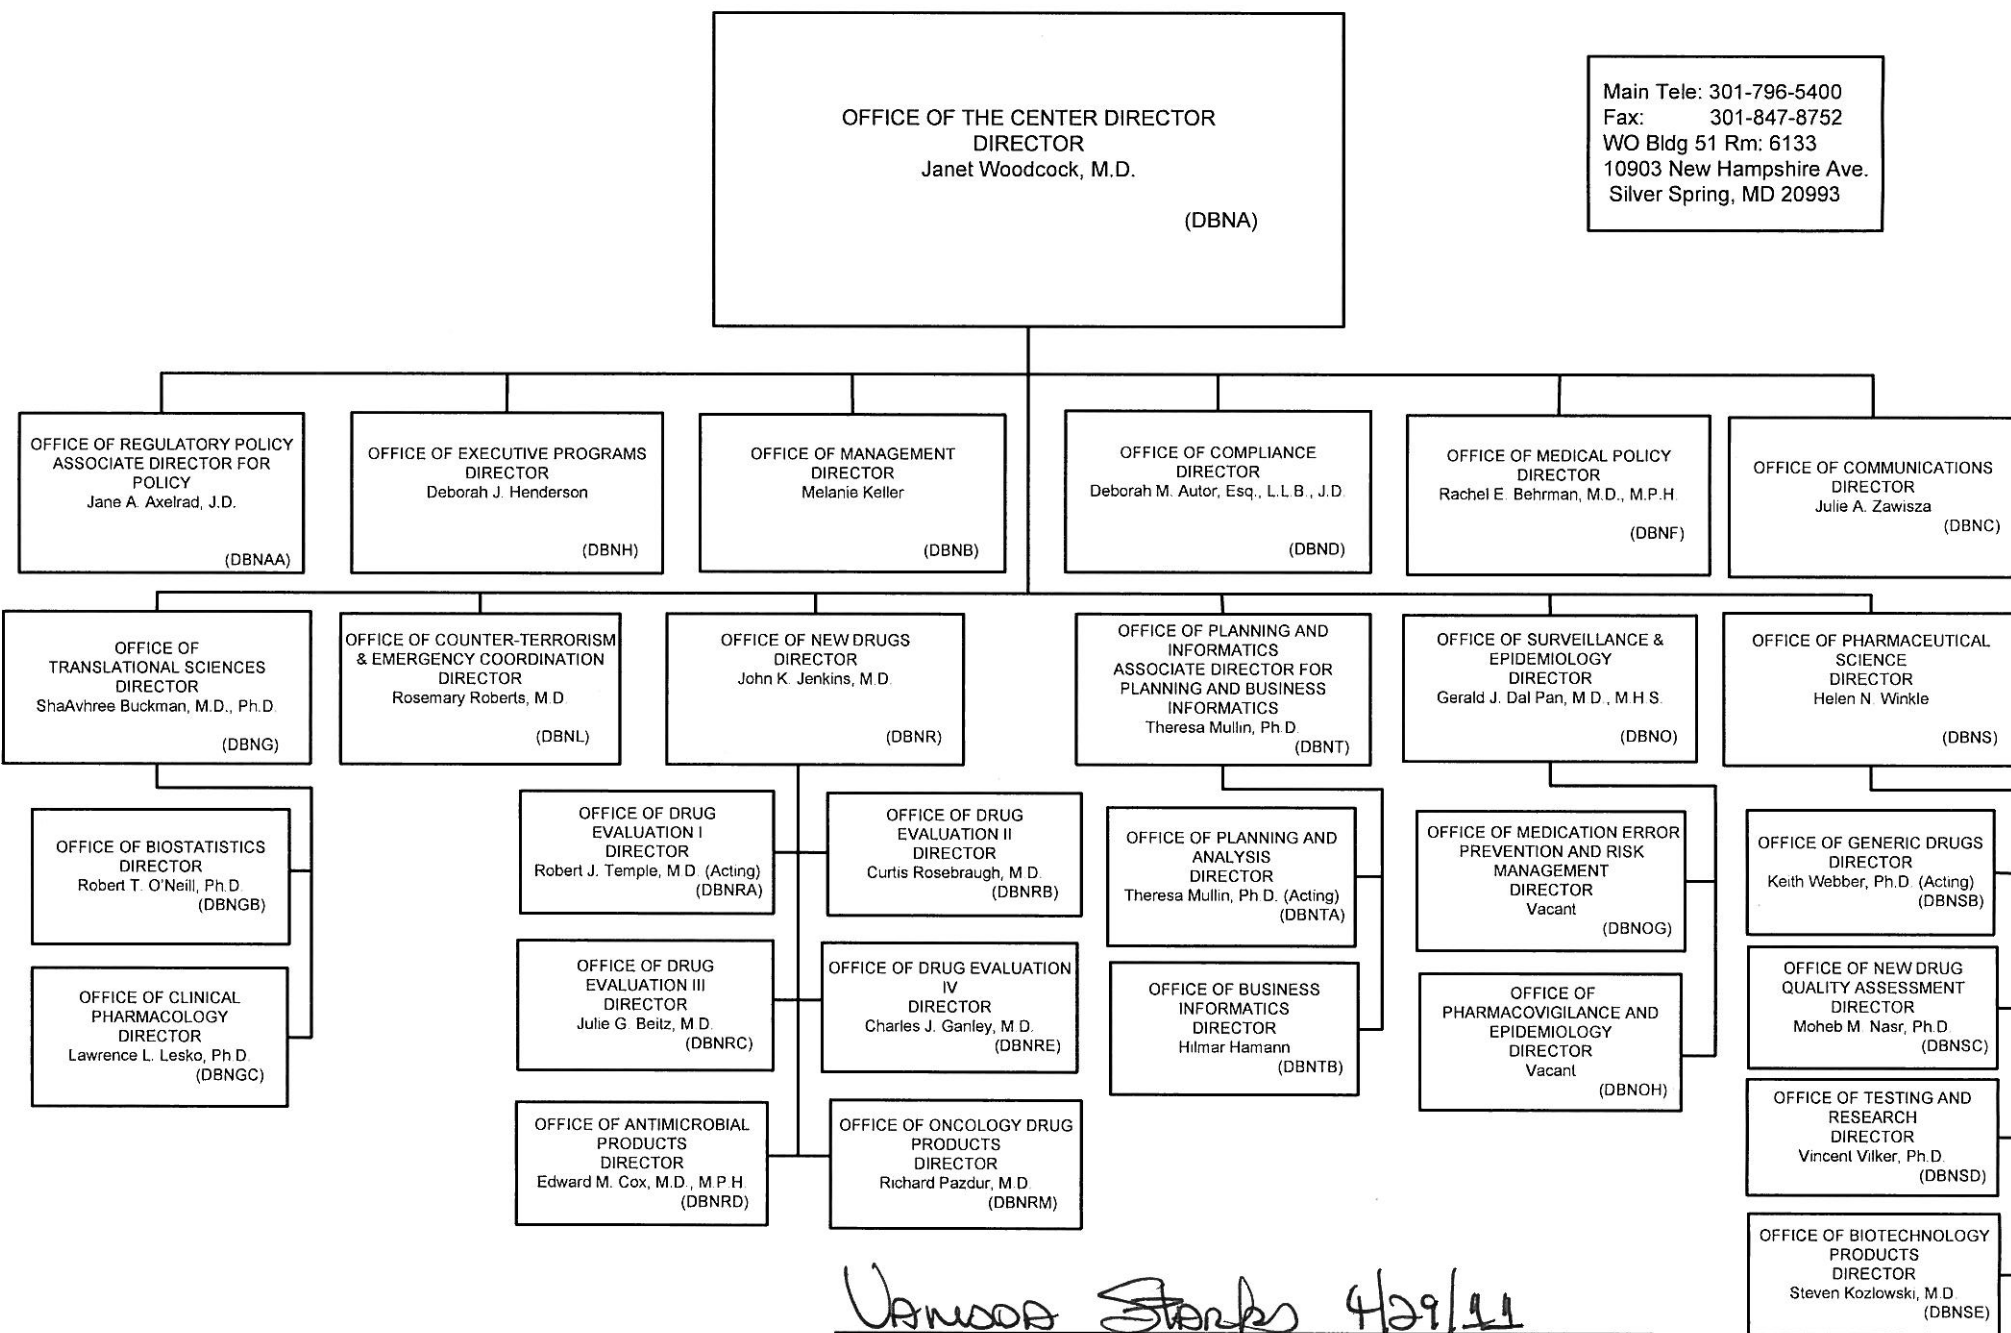 OFFICE OF THE CENTER DIRECTOR
DIRECTOR
Janet Woodcock, M.D.
(DBNA)
Main Tele: 301-796-5400
Fax: 301-847-8752
WO Bldg 51 Rm: 6133
10903 New Hampshire Ave.
Silver Spring, MD 20993
OFFICE OF REGULATORY POLICY
ASSOCIATE DIRECTOR FOR
POLICY
Jane A. Axelrad, J.D.
(DBNAA)
OFFICE OF EXECUTIVE PROGRAMS
DIRECTOR
Deborah J. Henderson
(DBNH)
OFFICE OF MANAGEMENT
DIRECTOR
Melanie Keller
(DBNB)
OFFICE OF COMPLIANCE
DIRECTOR
Deborah M. Autor, Esq., L.L.B., J.D.
(DBND)
OFFICE OF MEDICAL POLICY
DIRECTOR
Rachel E. Behrman, M.D., M.P.H.
(DBNF)
OFFICE OF COMMUNICATIONS
DIRECTOR
Julie A. Zawisza
(DBNC)
OFFICE OF
TRANSLATIONAL SCIENCES
DIRECTOR
ShaAvhree Buckman, M.D., Ph.D.
(DBNG)
OFFICE OF COUNTER-TERRORISM
& EMERGENCY COORDINATION
DIRECTOR
Rosemary Roberts, M.D.
(DBNL)
OFFICE OF NEW DRUGS
DIRECTOR
John K. Jenkins, M.D.
(DBNR)
OFFICE OF PLANNING AND
INFORMATICS
ASSOCIATE DIRECTOR FOR
PLANNING AND BUSINESS
INFORMATICS
Theresa Mullin, Ph.D.
(DBNT)
OFFICE OF SURVEILLANCE &
EPIDEMIOLOGY
DIRECTOR
Gerald J. Dal Pan, M.D., M.H.S.
(DBNO)
OFFICE OF PHARMACEUTICAL
SCIENCE
DIRECTOR
Helen N. Winkle
(DBNS)
OFFICE OF BIOSTATISTICS
DIRECTOR
Robert T. O'Neill, Ph.D.
(DBNGB)
OFFICE OF CLINICAL
PHARMACOLOGY
DIRECTOR
Lawrence L. Lesko, Ph.D.
(DBNGC)
OFFICE OF DRUG
EVALUATION I
DIRECTOR
Robert J. Temple, M.D. (Acting)
(DBNRA)
OFFICE OF DRUG
EVALUATION II
DIRECTOR
Curtis Rosebraugh, M.D.
(DBNRB)
OFFICE OF DRUG
EVALUATION III
DIRECTOR
Julie G. Beitz, M.D.
(DBNRC)
OFFICE OF DRUG EVALUATION
IV
DIRECTOR
Charles J. Ganley, M.D.
(DBNRE)
OFFICE OF ANTIMICROBIAL
PRODUCTS
DIRECTOR
Edward M. Cox, M.D., M.P.H.
(DBNRD)
OFFICE OF ONCOLOGY DRUG
PRODUCTS
DIRECTOR
Richard Pazdur, M.D.
(DBNRM)
OFFICE OF PLANNING AND
ANALYSIS
DIRECTOR
Theresa Mullin, Ph.D. (Acting)
(DBNTA)
OFFICE OF BUSINESS
INFORMATICS
DIRECTOR
Hilmar Hamann
(DBNTB)
OFFICE OF MEDICATION ERROR
PREVENTION AND RISK
MANAGEMENT
DIRECTOR
Vacant
(DBNOG)
OFFICE OF
PHARMACOVIGILANCE AND
EPIDEMIOLOGY
DIRECTOR
Vacant
(DBNOH)
OFFICE OF GENERIC DRUGS
DIRECTOR
Keith Webber, Ph.D. (Acting)
(DBNSB)
OFFICE OF NEW DRUG
QUALITY ASSESSMENT
DIRECTOR
Moheb M. Nasr, Ph.D.
(DBNSC)
OFFICE OF TESTING AND
RESEARCH
DIRECTOR
Vincent Vilker, Ph.D.
(DBNSD)
OFFICE OF BIOTECHNOLOGY
PRODUCTS
DIRECTOR
Steven Kozlowski, M.D.
(DBNSE)
Starks 4/29/11